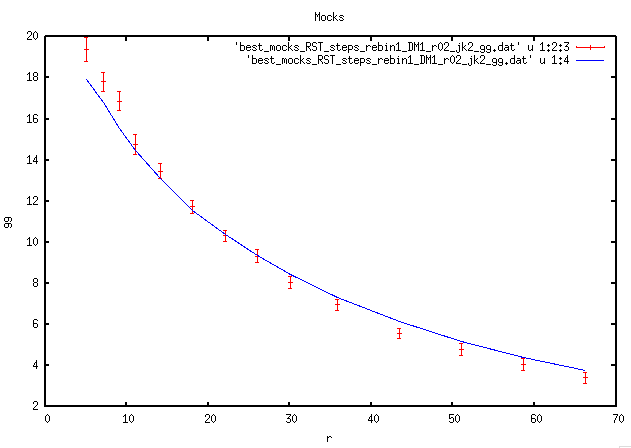 Mocks
'best_mocks_RST_steps_rebin1_DM1_r02_jk2_gg.dat' u 1:2:3
'best_mocks_RST_steps_rebin1_DM1_r02_jk2_gg.dat' u 1:4
20
18
16
14
12
10
8
6
4
2
gg
0 10 20 30 40 50 60 70
r